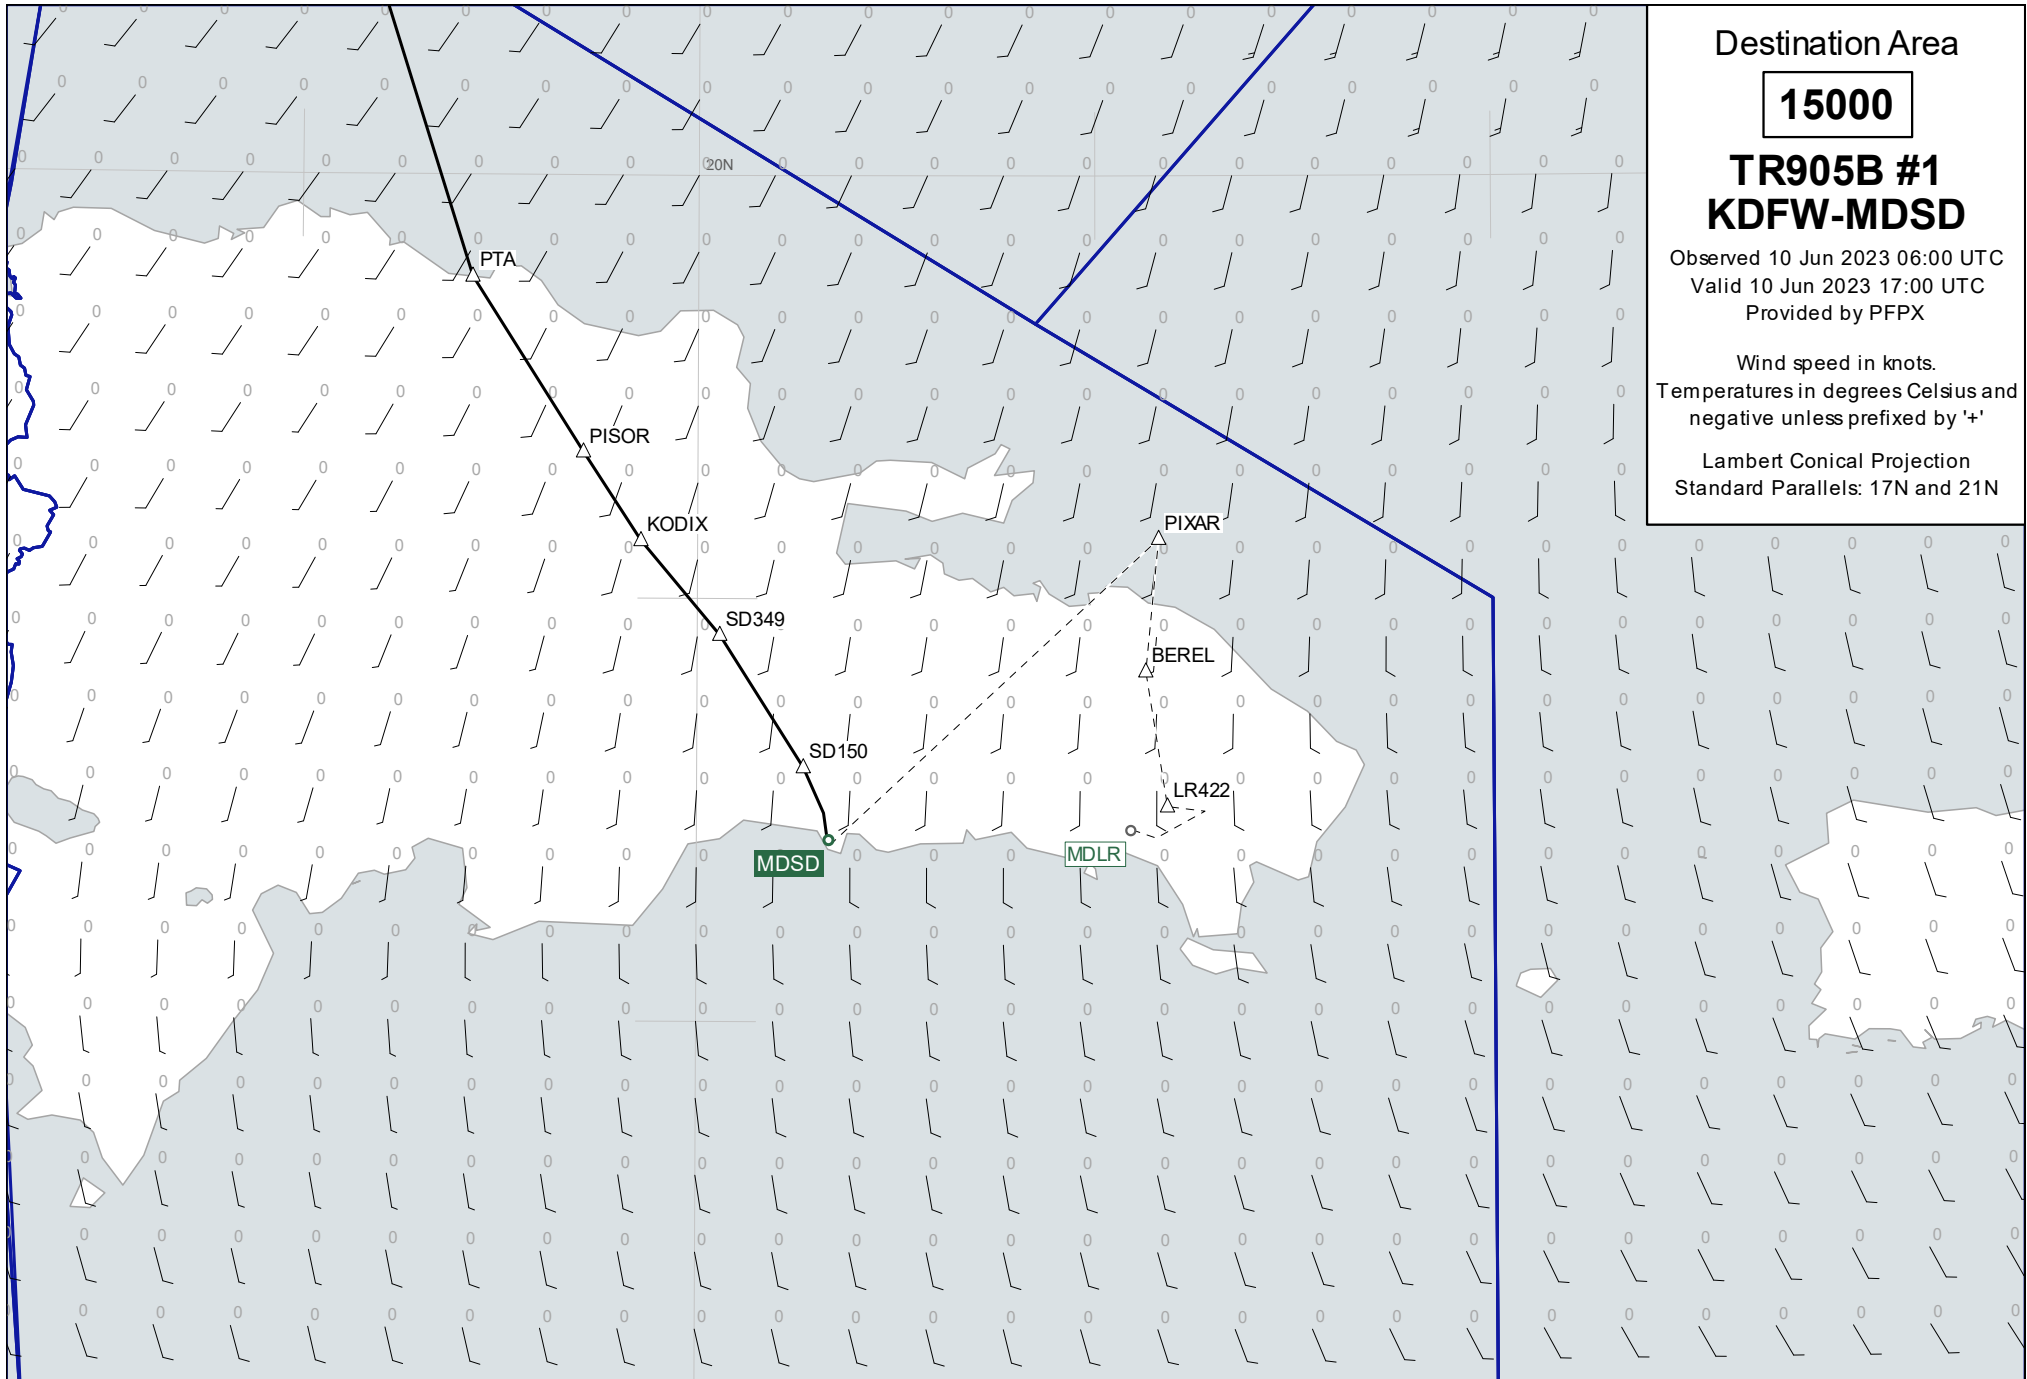 Destination Area
15000
TR905B #1
KDFW-MDSD
Observed 10 Jun 2023 06:00 UTC
Valid 10 Jun 2023 17:00 UTC
Provided by PFPX
Wind speed in knots.
Temperatures in degrees Celsius and
negative unless prefixed by '+'
Lambert Conical Projection
Standard Parallels: 17N and 21N
20N
PTA
PISOR
KODIX
PIXAR
SD349
BEREL
SD150
LR422
MDSD
MDLR